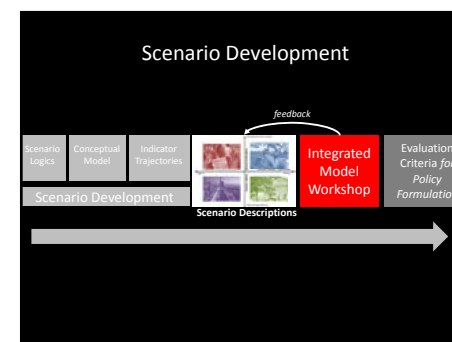 Scenario Development
feedback
Scenario
Logics
Conceptual
Model
Indicator
Trajectories
Scenario Development
Scenario Descriptions
Integrated
Model
Workshop
Evaluation
Criteria for
Policy
Formulation